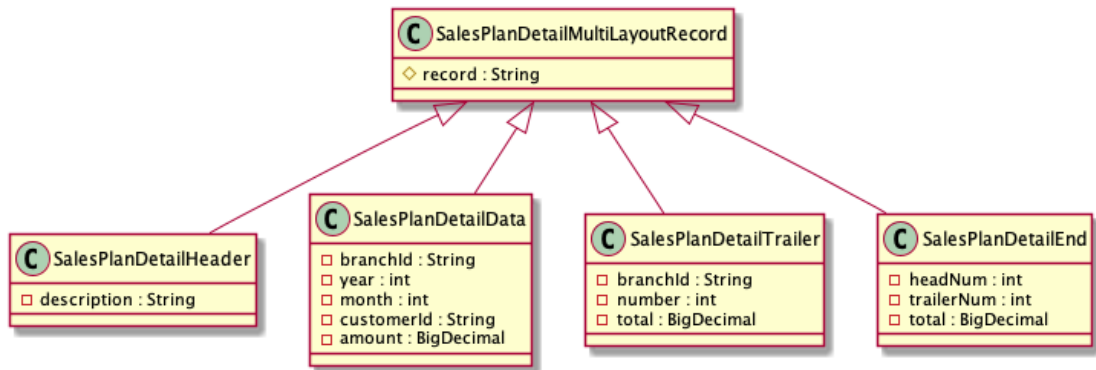 C SalesPlanDetailMultiLayoutRecord
record : String
C SalesPlanDetailHeader
description : String
C SalesPlanDetailData
branchId : String
year : int
month : int
customerId : String
amount : BigDecimal
C SalesPlanDetailTrailer
branchId : String
number : int
total : BigDecimal
C SalesPlanDetailEnd
headNum : int
trailerNum : int
total : BigDecimal